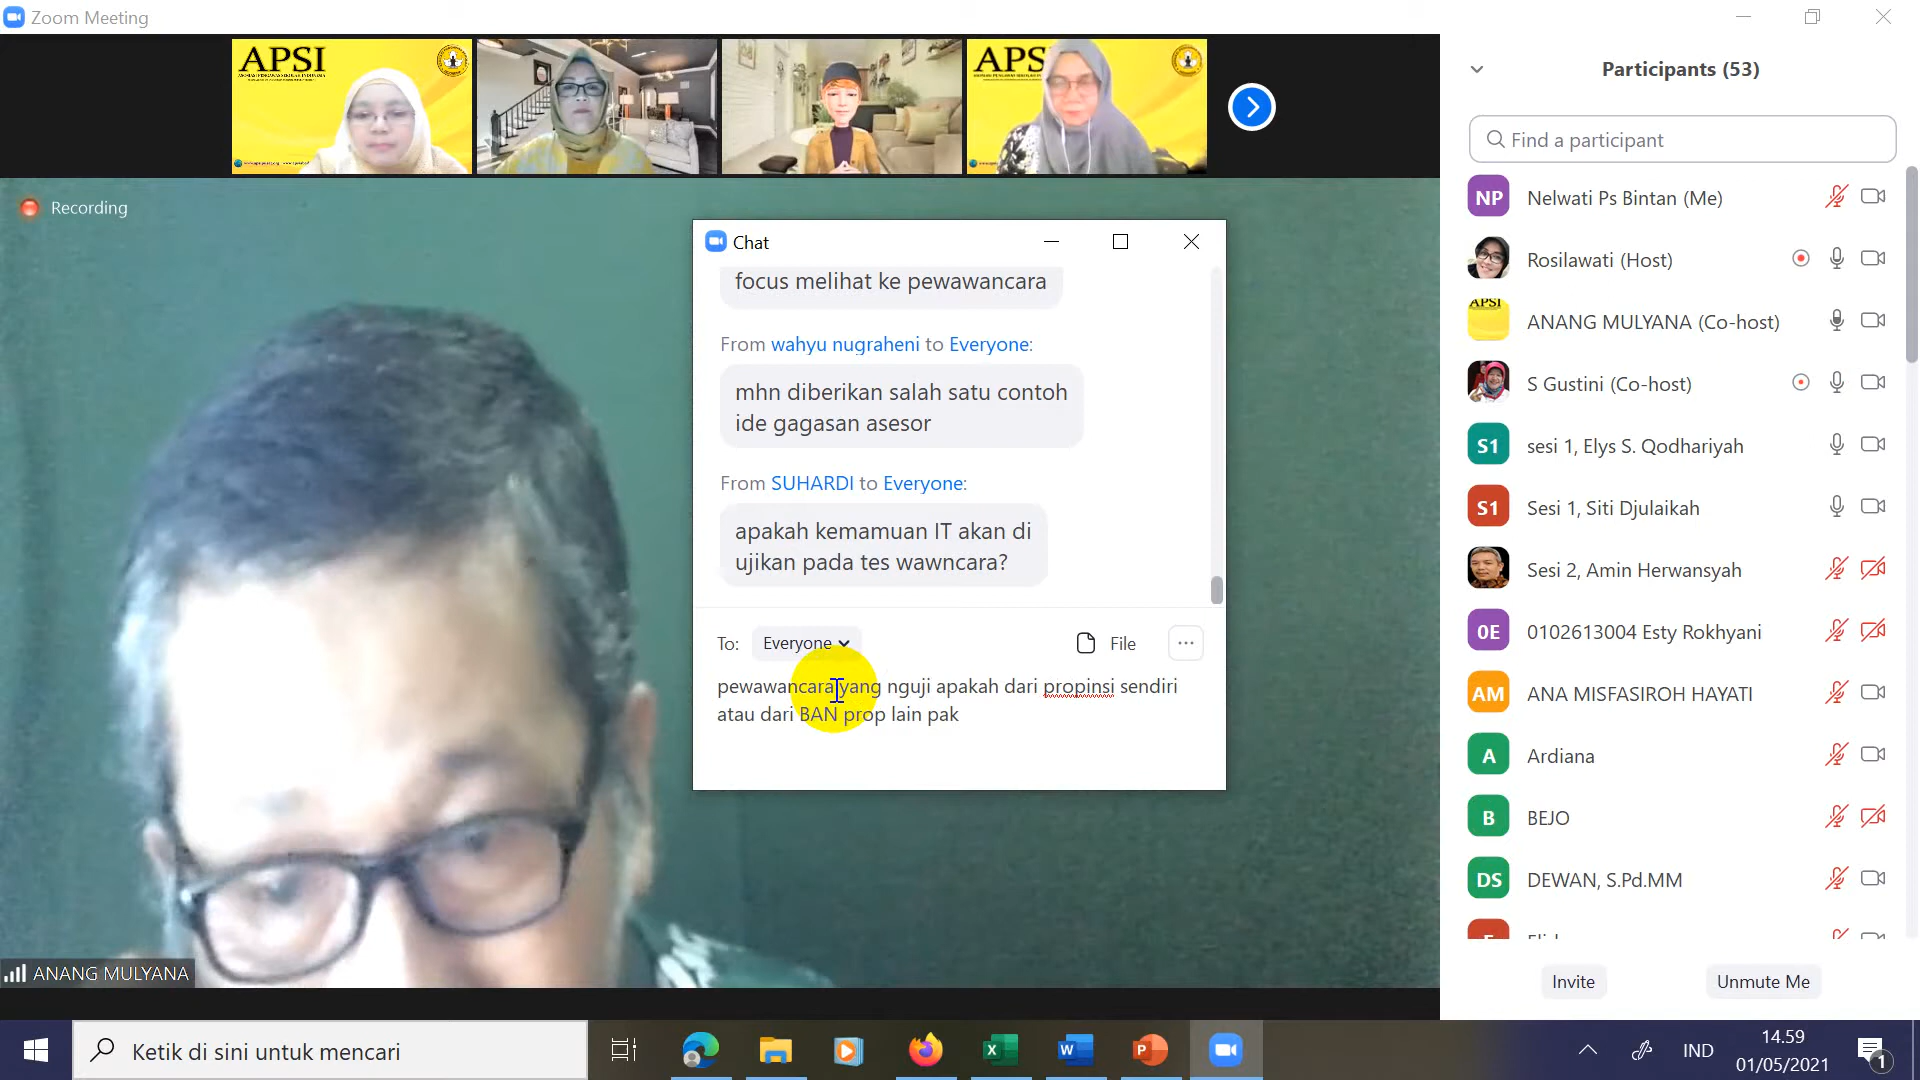 Zoom Meeting
APSI
APSI
Recording
Chat
focus melihat ke pewawancara
From wahyu nugraheni to Everyone:
mhn diberikan salah satu contoh
ide gagasan asesor
From SUHARDI to Everyone:
apakah kemamuan IT akan di
ujikan pada tes wawncara?
To: Everyone
File
pewawancara yang nguji apakah dari propinsi sendiri
atau dari BAN prop lain pak
ANANG MULYANA
Participants (53)
Find a participant
NP Nelwati Ps Bintan (Me)
Rosilawati (Host)
APSI ANANG MULYANA (Co-host)
S Gustini (Co-host)
S1 sesi 1, Elys S. Qodhariyah
S1 Sesi 1, Siti Djulaikah
Sesi 2, Amin Herwansyah
0E 0102613004 Esty Rokhyani
AM ANA MISFASIROH HAYATI
A Ardiana
B BEJO
DS DEWAN, S.Pd.MM
Invite
Unmute Me
Ketik di sini untuk mencari
IND
14.59
01/05/2021
1